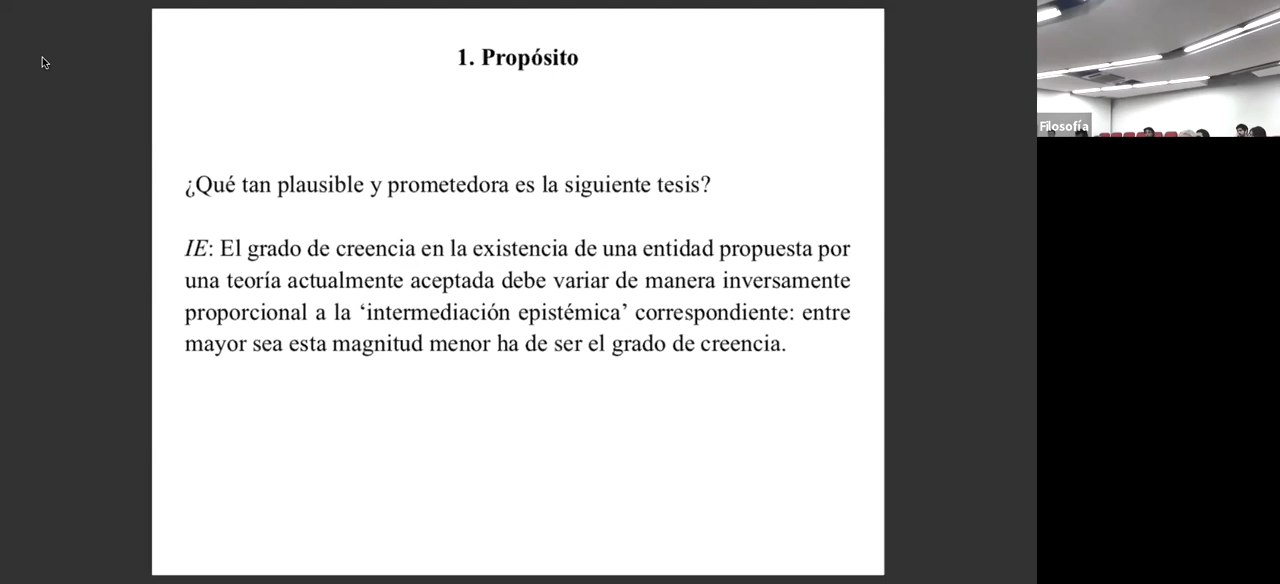 1. Propósito
¿Qué tan plausible y prometedora es la siguiente tesis?
IE: El grado de creencia en la existencia de una entidad propuesta por
una teoría actualmente aceptada debe variar de manera inversamente
proporcional a la ‘intermediación epistémica’ correspondiente: entre
mayor sea esta magnitud menor ha de ser el grado de creencia.
Filosofía